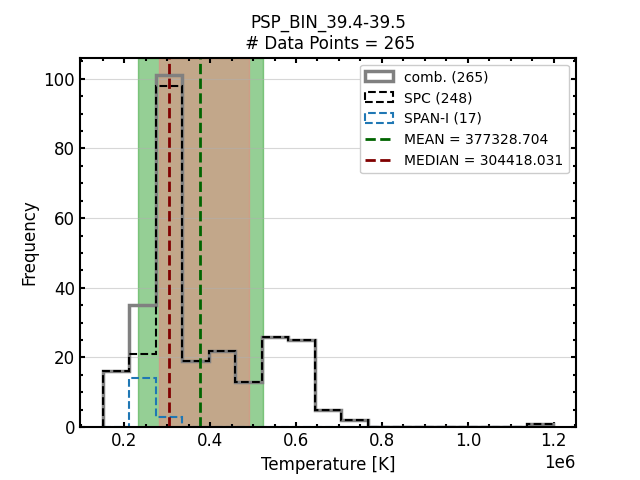 PSP_BIN_39.4-39.5
# Data Points = 265
comb. (265)
SPC (248)
SPAN-I (17)
MEAN = 377328.704
MEDIAN = 304418.031
Frequency
100
80
60
40
20
0
0.2 0.4 0.6 0.8 1.0 1.2
1e6
Temperature [K]